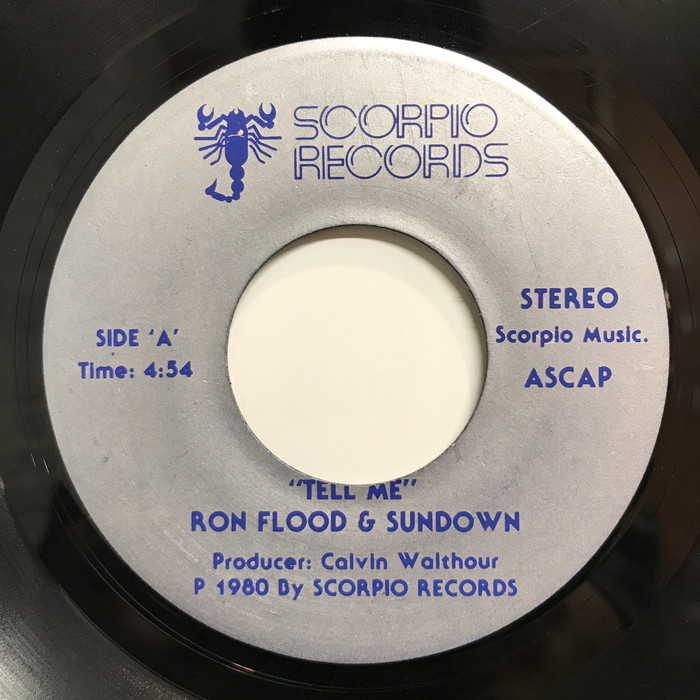 SCORPIO
RECORDS
STEREO
SIDE 'A'
Scorpio Music.
Time: 4:54
ASCAP
"TELL ME"
RON FLOOD & SUNDOWN
Producer: Calvin Walthour
P 1980 By SCORPIO RECORDS